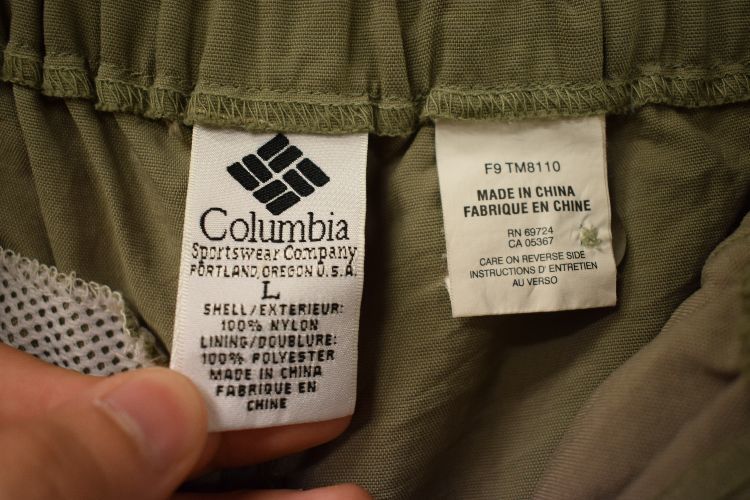 Columbia
Sportswear Company
PORTLAND, OREGON U.S.A.
L
SHELL/EXTERIEUR:
100% NYLON
LINING/DOUBLURE:
100% POLYESTER
MADE IN CHINA
FABRIQUE EN
CHINE
F9 TM8110
MADE IN CHINA
FABRIQUE EN CHINE
RN 69724
CA 05367
CARE ON REVERSE SIDE
INSTRUCTIONS D' ENTRETIEN
AU VERSO